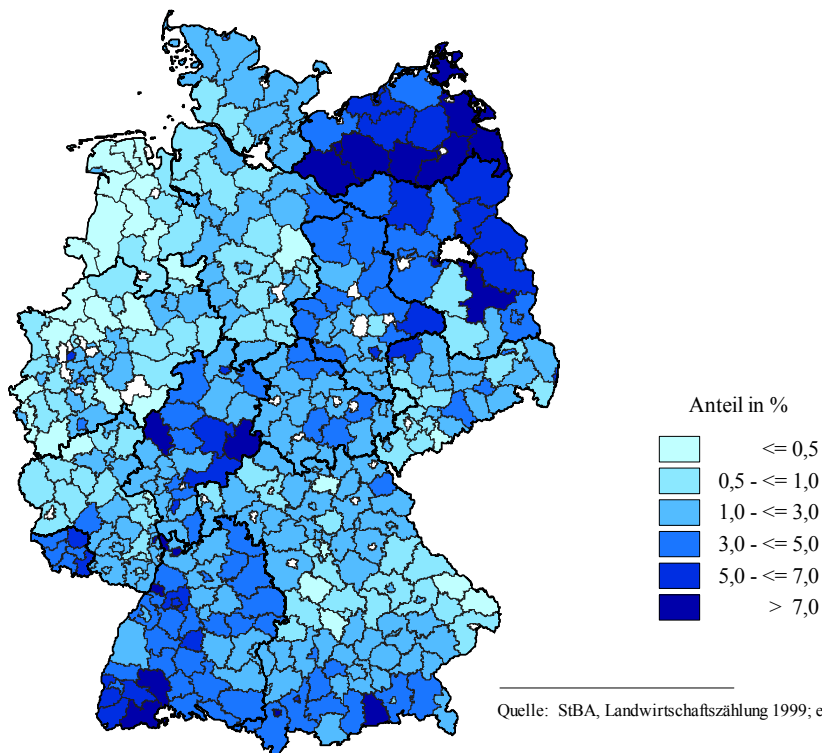 Anteil in %
<= 0,5
0,5 - <= 1,0
1,0 - <= 3,0
3,0 - <= 5,0
5,0 - <= 7,0
> 7,0
Quelle: StBA, Landwirtschaftszählung 1999; e